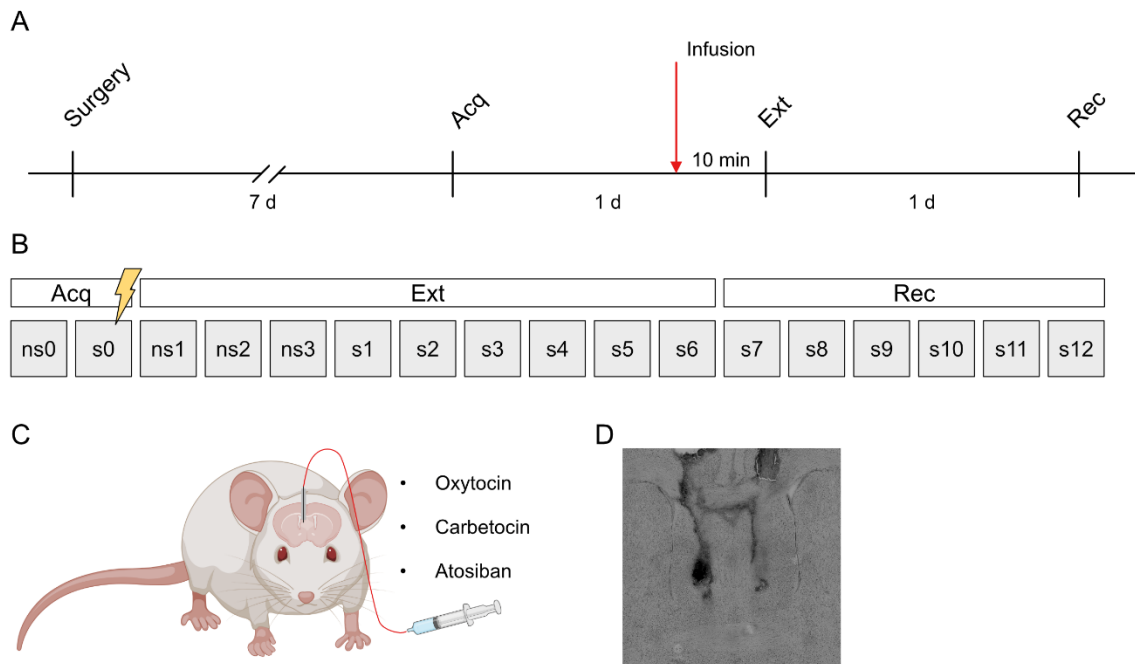 A
Surgery
Acq
Infusion
Ext
Rec
10 min
7 d
1 d
1 d
B
Acq
Ext
Rec
ns0 s0 ns1 ns2 ns3 s1 s2 s3 s4 s5 s6 s7 s8 s9 s10 s11 s12
C
• Oxytocin
• Carbetocin
• Atosiban
D